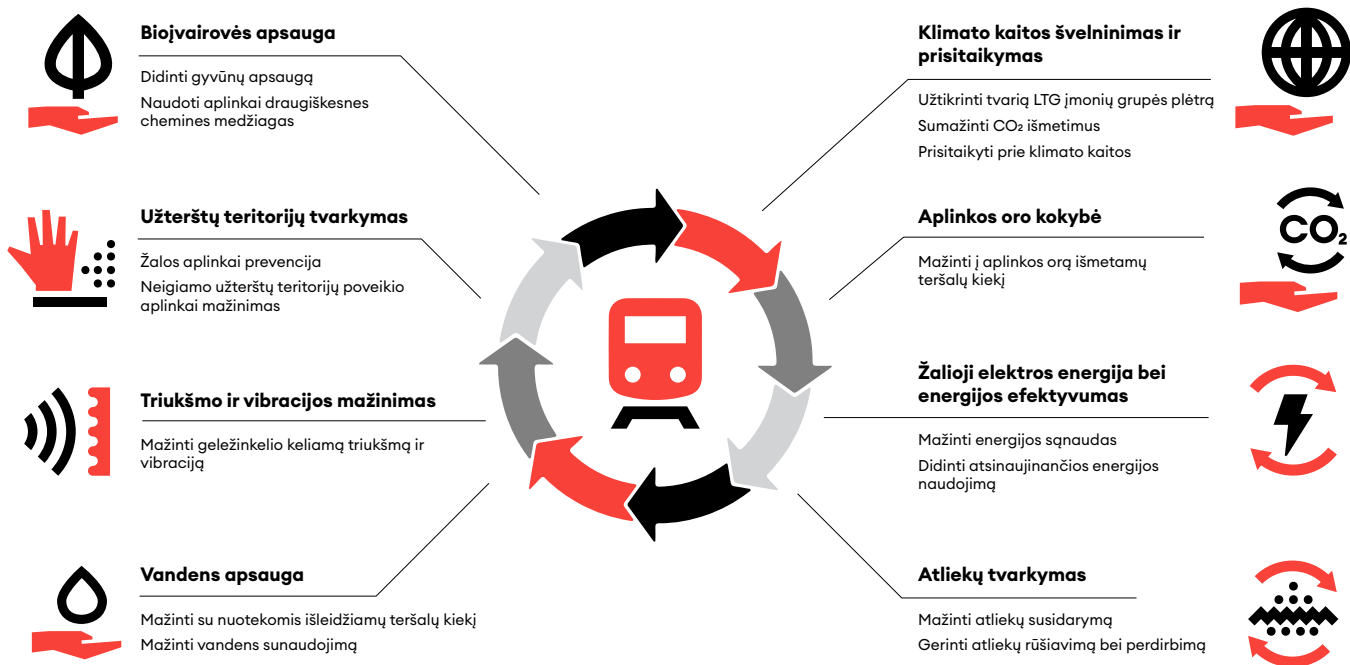 Bioįvairovės apsauga
Didinti gyvūnų apsaugą
Naudoti aplinkai draugiškesnes
chemines medžiagas
Užterštų teritorijų tvarkymas
Žalos aplinkai prevencija
Neigiamo užterštų teritorijų poveikio
aplinkai mažinimas
Triukšmo ir vibracijos mažinimas
Mažinti geležinkelio keliamą triukšmą ir
vibraciją
Vandens apsauga
Mažinti su nuotekomis išleidžiamų teršalų kiekį
Mažinti vandens sunaudojimą
Klimato kaitos švelninimas ir
prisitaikymas
Užtikrinti tvarią LTG įmonių grupės plėtrą
Sumažinti CO₂ išmetimus
Prisitaikyti prie klimato kaitos
Aplinkos oro kokybė
Mažinti į aplinkos orą išmetamų
teršalų kiekį
CO₂
Žalioji elektros energija bei
energijos efektyvumas
Mažinti energijos sąnaudas
Didinti atsinaujinančios energijos
naudojimą
Atliekų tvarkymas
Mažinti atliekų susidarymą
Gerinti atliekų rūšiavimą bei perdirbimą